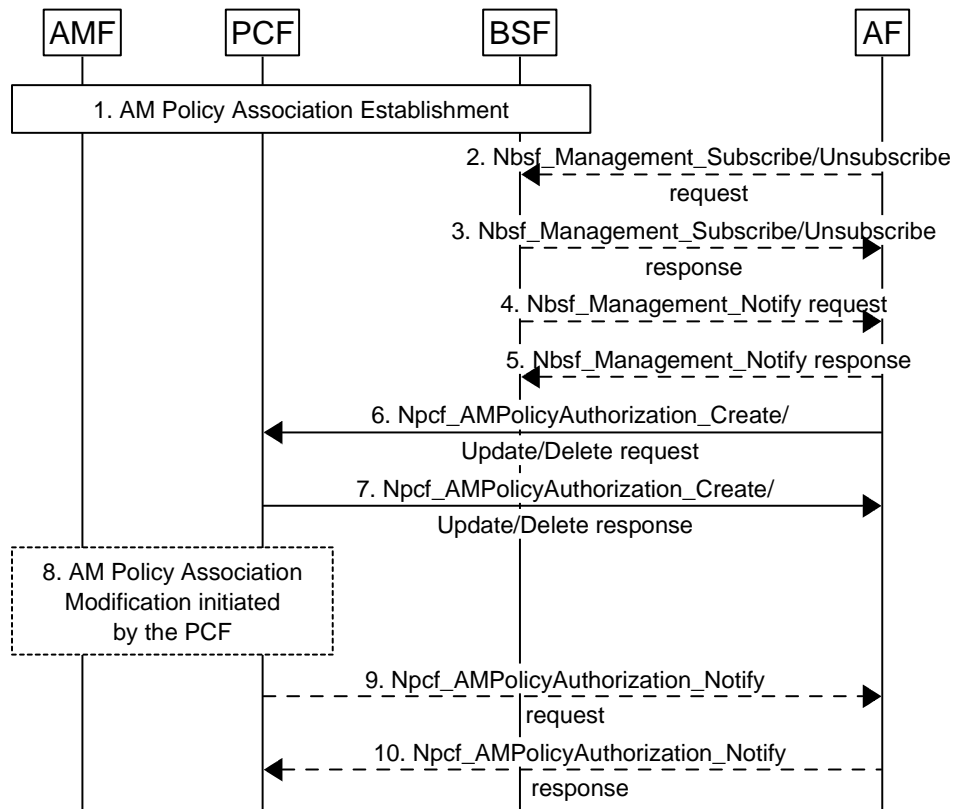 AMF PCF BSF AF
1. AM Policy Association Establishment
2. Nbsf_Management_Subscribe/Unsubscribe
request
3. Nbsf_Management_Subscribe/Unsubscribe
response
4. Nbsf_Management_Notify request
5. Nbsf_Management_Notify response
6. Npcf_AMPolicyAuthorization_Create/
Update/Delete request
7. Npcf_AMPolicyAuthorization_Create/
Update/Delete response
8. AM Policy Association
Modification initiated
by the PCF
9. Npcf_AMPolicyAuthorization_Notify
request
10. Npcf_AMPolicyAuthorization_Notify
response